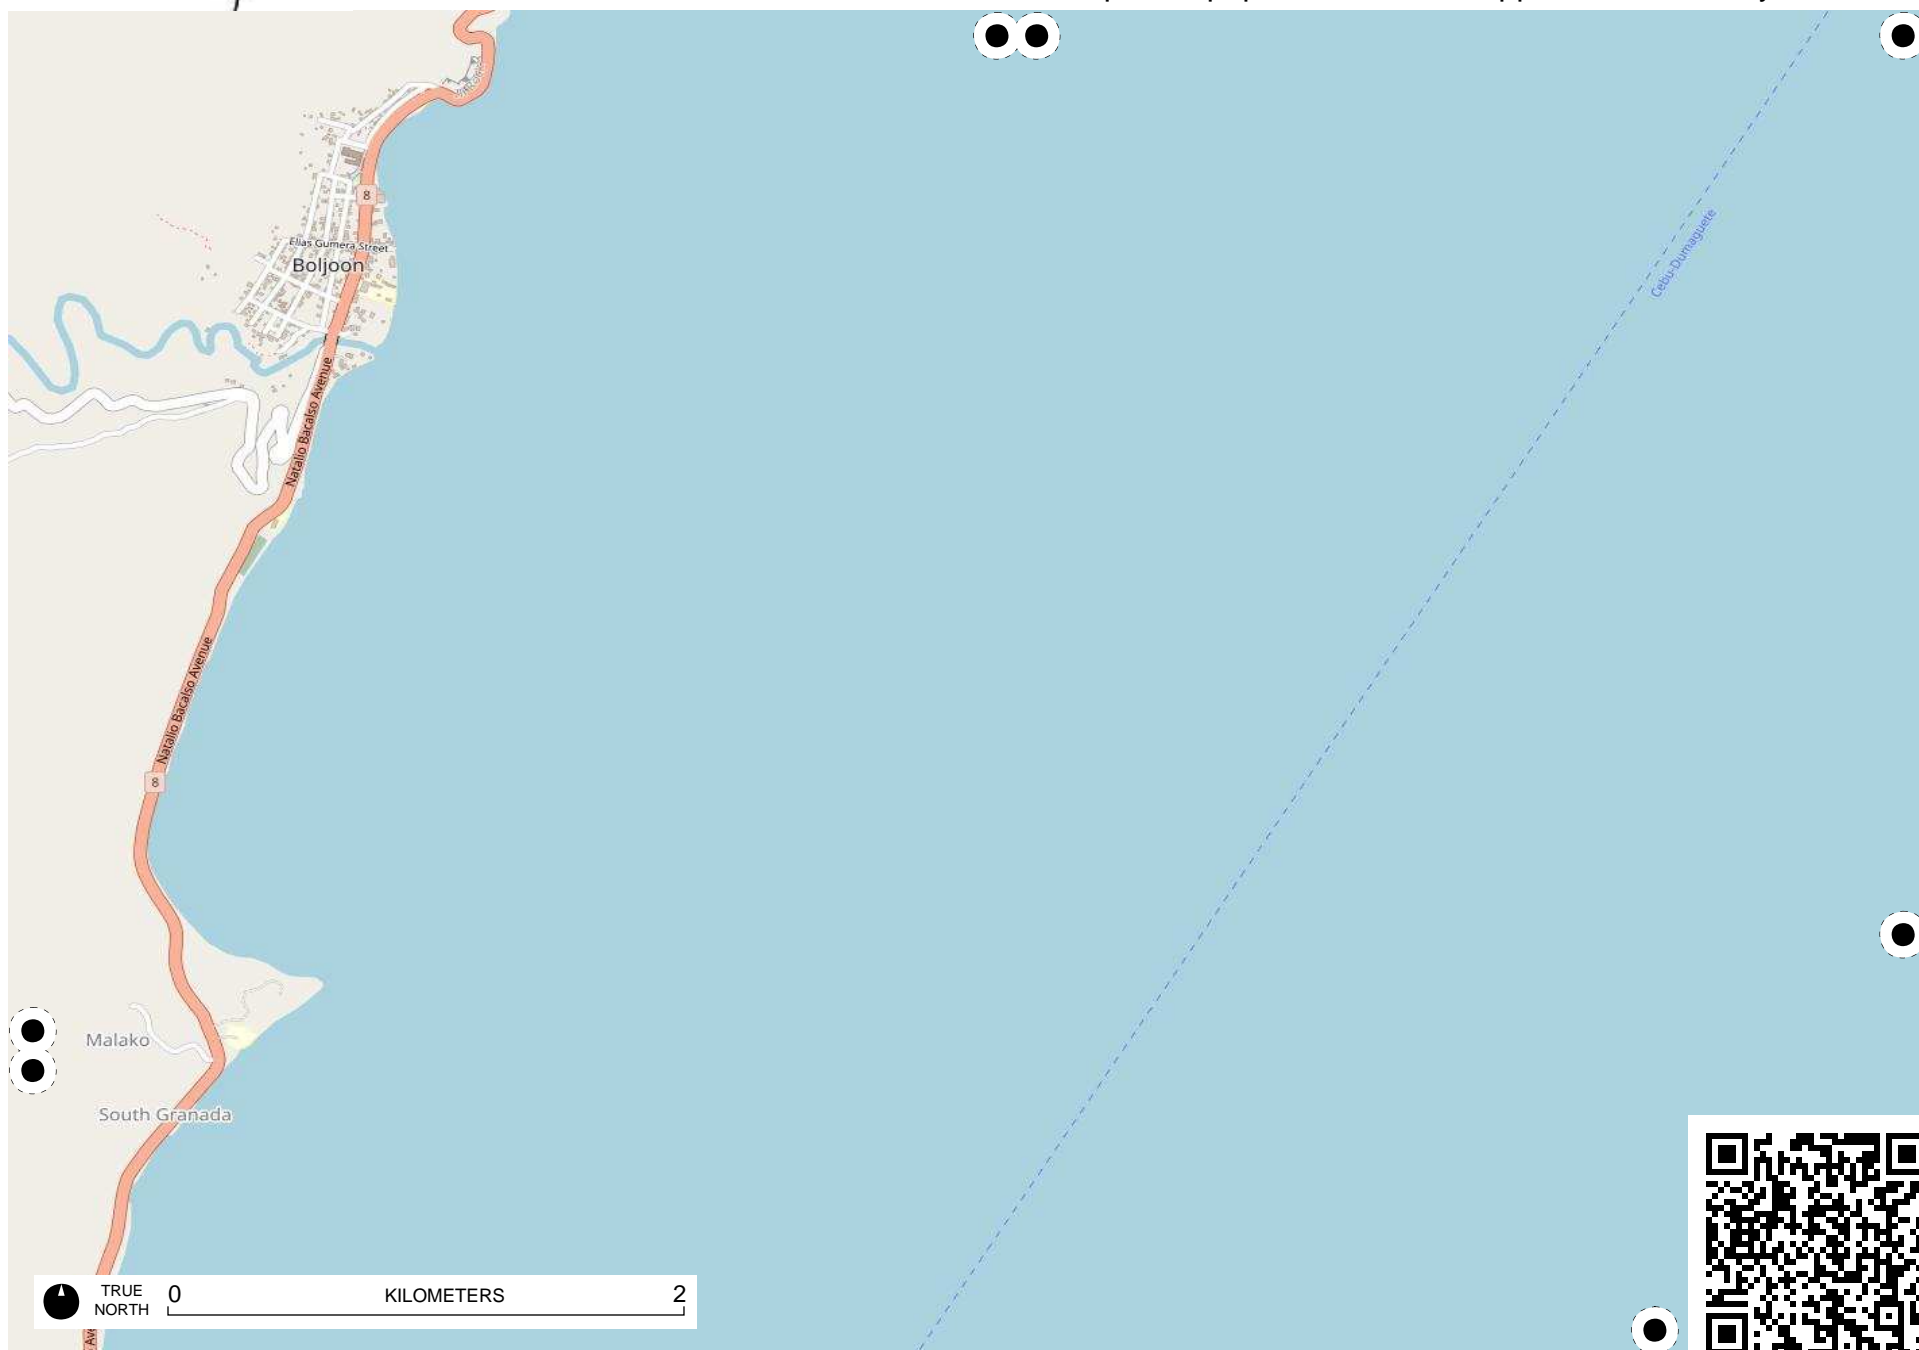 8
Elias Gumera Street
Boljoon
Cebu-Dumaguete
Natalio Bacalso Avenue
Natalio Bacalso Avenue
8
Malako
South Granada
TRUE
NORTH
0
KILOMETERS
2